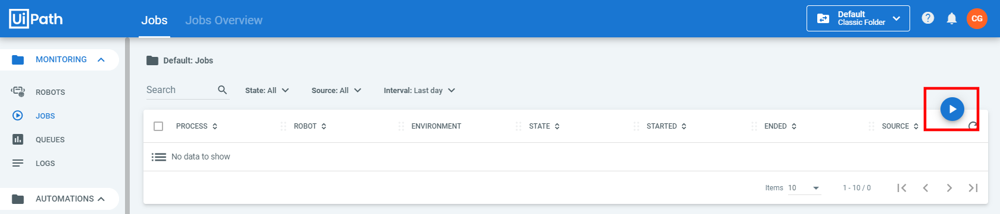 UiPath
Jobs Jobs Overview
Default
Classic Folder
? CG
MONITORING
ROBOTS
JOBS
QUEUES
LOGS
AUTOMATIONS
Default: Jobs
Search State: All Source: All Interval: Last day
PROCESS ROBOT ENVIRONMENT STATE STARTED ENDED SOURCE
No data to show
Items 10 1 - 10 / 0